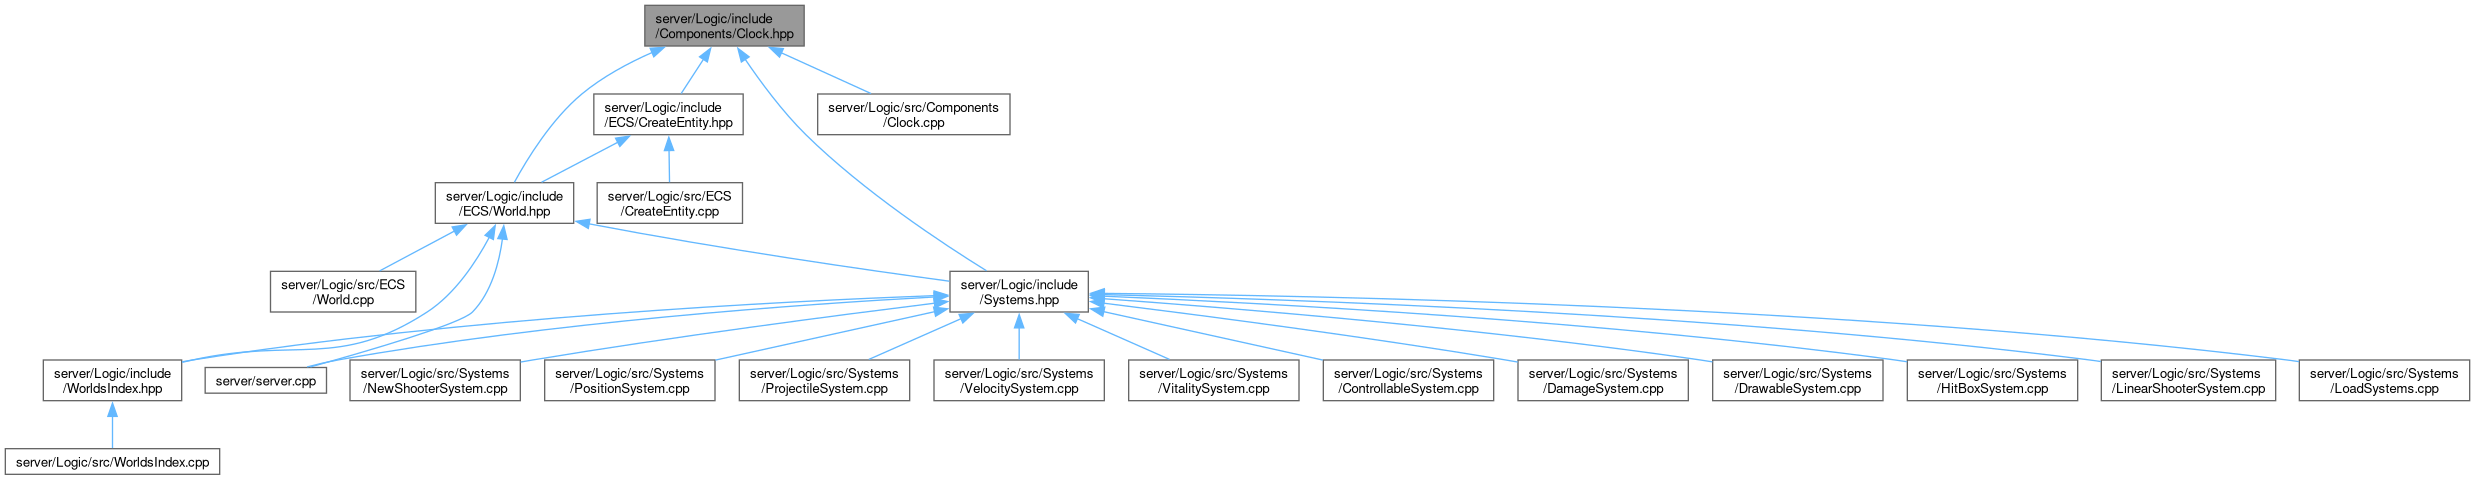 server/Logic/include
/Components/Clock.hpp
server/Logic/include
/ECS/CreateEntity.hpp
server/Logic/src/Components
/Clock.cpp
server/Logic/include
/ECS/World.hpp
server/Logic/src/ECS
/CreateEntity.cpp
server/Logic/src/ECS
/World.cpp
server/Logic/include
/Systems.hpp
server/Logic/include
/WorldsIndex.hpp
server/server.cpp
server/Logic/src/Systems
/NewShooterSystem.cpp
server/Logic/src/Systems
/PositionSystem.cpp
server/Logic/src/Systems
/ProjectileSystem.cpp
server/Logic/src/Systems
/VelocitySystem.cpp
server/Logic/src/Systems
/VitalitySystem.cpp
server/Logic/src/Systems
/ControllableSystem.cpp
server/Logic/src/Systems
/DamageSystem.cpp
server/Logic/src/Systems
/DrawableSystem.cpp
server/Logic/src/Systems
/HitBoxSystem.cpp
server/Logic/src/Systems
/LinearShooterSystem.cpp
server/Logic/src/Systems
/LoadSystems.cpp
server/Logic/src/WorldsIndex.cpp